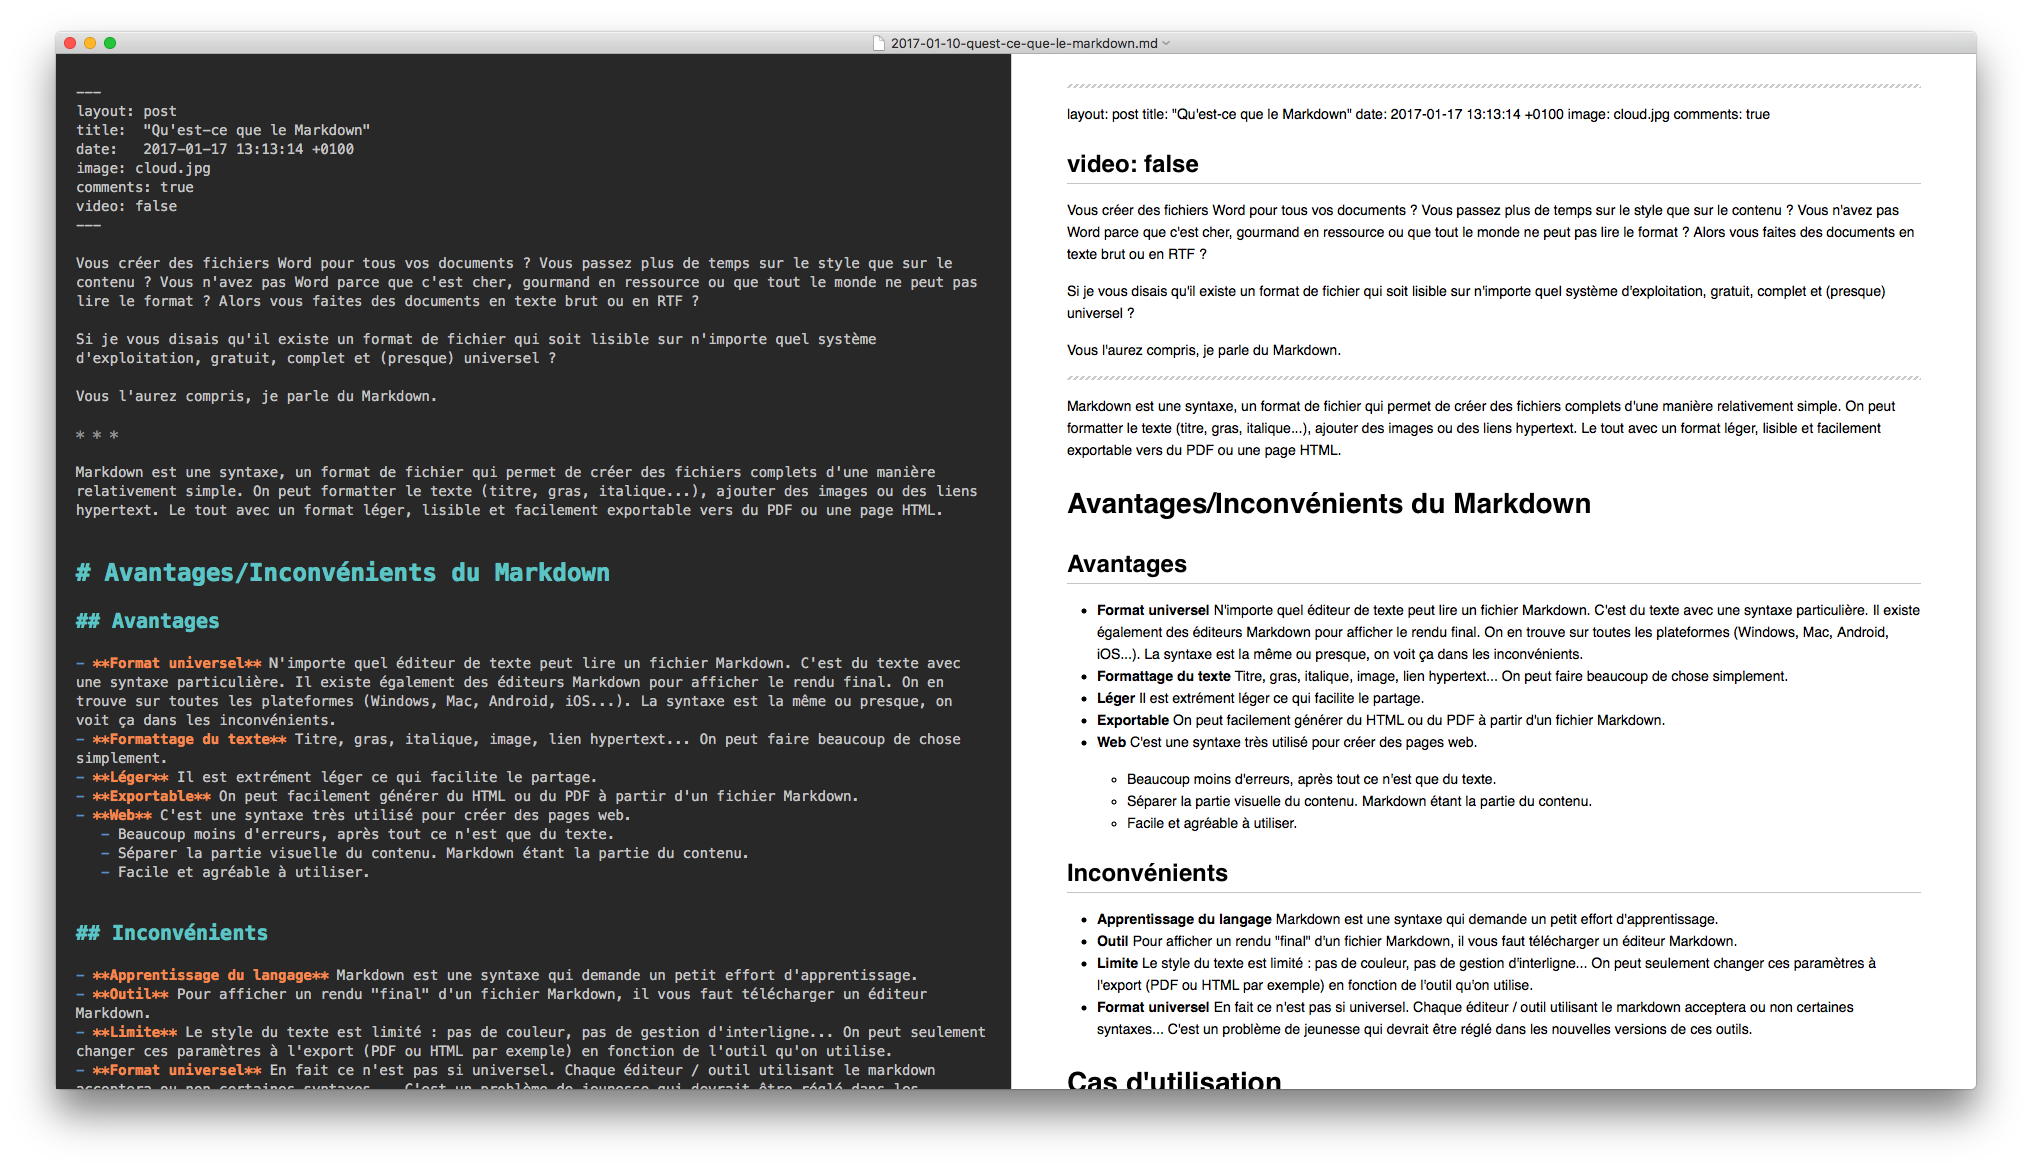 2017-01-10-quest-ce-que-le-markdown.md
---
layout: post
title:  "Qu'est-ce que le Markdown"
date:   2017-01-17 13:13:14 +0100
image: cloud.jpg
comments: true
video: false
---
Vous créer des fichiers Word pour tous vos documents ? Vous passez plus de temps sur le style que sur le
contenu ? Vous n'avez pas Word parce que c'est cher, gourmand en ressource ou que tout le monde ne peut pas
lire le format ? Alors vous faites des documents en texte brut ou en RTF ?
Si je vous disais qu'il existe un format de fichier qui soit lisible sur n'importe quel système
d'exploitation, gratuit, complet et (presque) universel ?
Vous l'aurez compris, je parle du Markdown.
* * *
Markdown est une syntaxe, un format de fichier qui permet de créer des fichiers complets d'une manière
relativement simple. On peut formatter le texte (titre, gras, italique...), ajouter des images ou des liens
hypertext. Le tout avec un format léger, lisible et facilement exportable vers du PDF ou une page HTML.
# Avantages/Inconvénients du Markdown
## Avantages
- **Format universel** N'importe quel éditeur de texte peut lire un fichier Markdown. C'est du texte avec
une syntaxe particulière. Il existe également des éditeurs Markdown pour afficher le rendu final. On en
trouve sur toutes les plateformes (Windows, Mac, Android, iOS...). La syntaxe est la même ou presque, on
voit ça dans les inconvénients.
- **Formattage du texte** Titre, gras, italique, image, lien hypertext... On peut faire beaucoup de chose
simplement.
- **Léger** Il est extrément léger ce qui facilite le partage.
- **Exportable** On peut facilement générer du HTML ou du PDF à partir d'un fichier Markdown.
- **Web** C'est une syntaxe très utilisé pour créer des pages web.
- Beaucoup moins d'erreurs, après tout ce n'est que du texte.
- Séparer la partie visuelle du contenu. Markdown étant la partie du contenu.
- Facile et agréable à utiliser.
## Inconvénients
- **Apprentissage du langage** Markdown est une syntaxe qui demande un petit effort d'apprentissage.
- **Outil** Pour afficher un rendu "final" d'un fichier Markdown, il vous faut télécharger un éditeur
Markdown.
- **Limite** Le style du texte est limité : pas de couleur, pas de gestion d'interligne... On peut seulement
changer ces paramètres à l'export (PDF ou HTML par exemple) en fonction de l'outil qu'on utilise.
- **Format universel** En fait ce n'est pas si universel. Chaque éditeur / outil utilisant le markdown
acceptera ou non certaines syntaxes... C'est un problème de jeunesse qui devrait être réglé dans les
layout: post title: "Qu'est-ce que le Markdown" date: 2017-01-17 13:13:14 +0100 image: cloud.jpg comments: true
video: false
Vous créer des fichiers Word pour tous vos documents ? Vous passez plus de temps sur le style que sur le contenu ? Vous n'avez pas
Word parce que c'est cher, gourmand en ressource ou que tout le monde ne peut pas lire le format ? Alors vous faites des documents en
texte brut ou en RTF ?
Si je vous disais qu'il existe un format de fichier qui soit lisible sur n'importe quel système d'exploitation, gratuit, complet et (presque)
universel ?
Vous l'aurez compris, je parle du Markdown.
Markdown est une syntaxe, un format de fichier qui permet de créer des fichiers complets d'une manière relativement simple. On peut
formatter le texte (titre, gras, italique...), ajouter des images ou des liens hypertext. Le tout avec un format léger, lisible et facilement
exportable vers du PDF ou une page HTML.
Avantages/Inconvénients du Markdown
Avantages
• Format universel N'importe quel éditeur de texte peut lire un fichier Markdown. C'est du texte avec une syntaxe particulière. Il existe
également des éditeurs Markdown pour afficher le rendu final. On en trouve sur toutes les plateformes (Windows, Mac, Android,
iOS...). La syntaxe est la même ou presque, on voit ça dans les inconvénients.
• Formattage du texte Titre, gras, italique, image, lien hypertext... On peut faire beaucoup de chose simplement.
• Léger Il est extrément léger ce qui facilite le partage.
• Exportable On peut facilement générer du HTML ou du PDF à partir d'un fichier Markdown.
• Web C'est une syntaxe très utilisé pour créer des pages web.
◦ Beaucoup moins d'erreurs, après tout ce n'est que du texte.
◦ Séparer la partie visuelle du contenu. Markdown étant la partie du contenu.
◦ Facile et agréable à utiliser.
Inconvénients
• Apprentissage du langage Markdown est une syntaxe qui demande un petit effort d'apprentissage.
• Outil Pour afficher un rendu "final" d'un fichier Markdown, il vous faut télécharger un éditeur Markdown.
• Limite Le style du texte est limité : pas de couleur, pas de gestion d'interligne... On peut seulement changer ces paramètres à
l'export (PDF ou HTML par exemple) en fonction de l'outil qu'on utilise.
• Format universel En fait ce n'est pas si universel. Chaque éditeur / outil utilisant le markdown acceptera ou non certaines
syntaxes... C'est un problème de jeunesse qui devrait être réglé dans les nouvelles versions de ces outils.
Cas d'utilisation